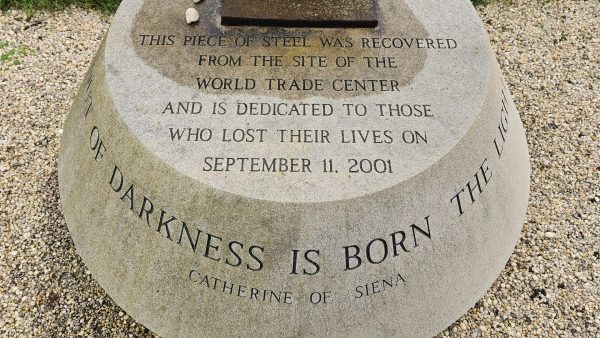 THIS PIECE OF STEEL WAS RECOVERED
FROM THE SITE OF THE
WORLD TRADE CENTER
AND IS DEDICATED TO THOSE
WHO LOST THEIR LIVES ON
SEPTEMBER 11, 2001
OF DARKNESS IS BORN THE LIGHT
CATHERINE OF SIENA